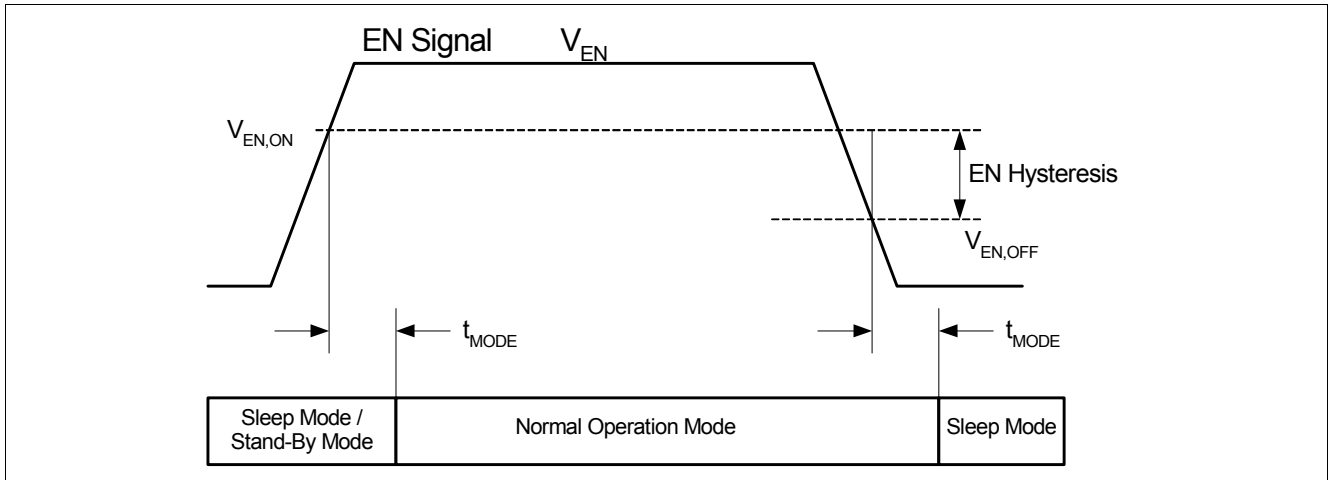 EN Signal V_EN
V_EN,ON
EN Hysteresis
V_EN,OFF
t_MODE
t_MODE
Sleep Mode /
Stand-By Mode
Normal Operation Mode
Sleep Mode